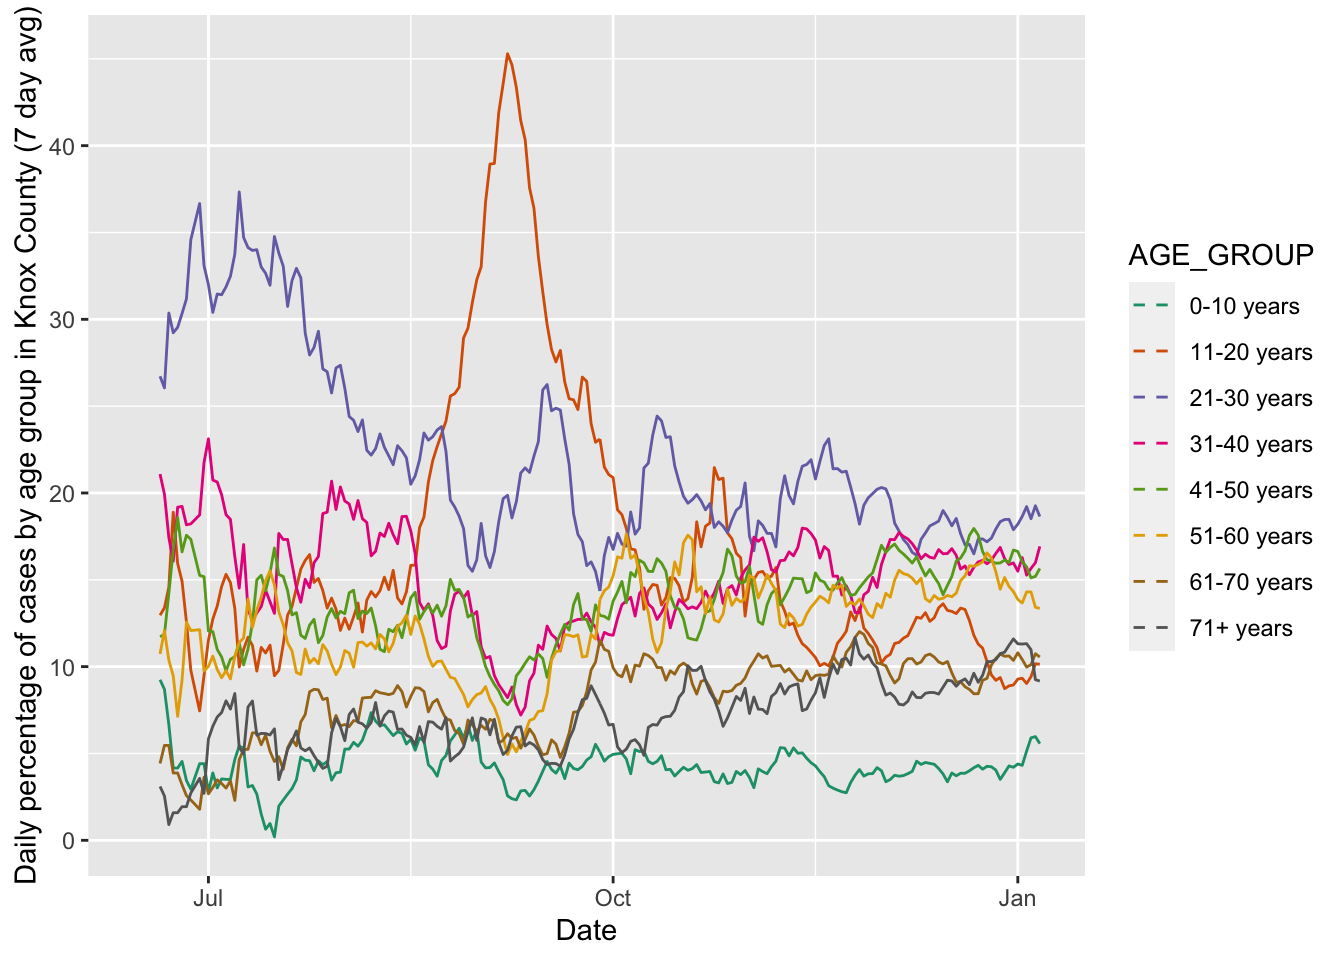 Daily percentage of cases by age group in Knox County (7 day avg)
40
30
20
10
0
Jul
Oct
Jan
Date
AGE_GROUP
0-10 years
11-20 years
21-30 years
31-40 years
41-50 years
51-60 years
61-70 years
71+ years